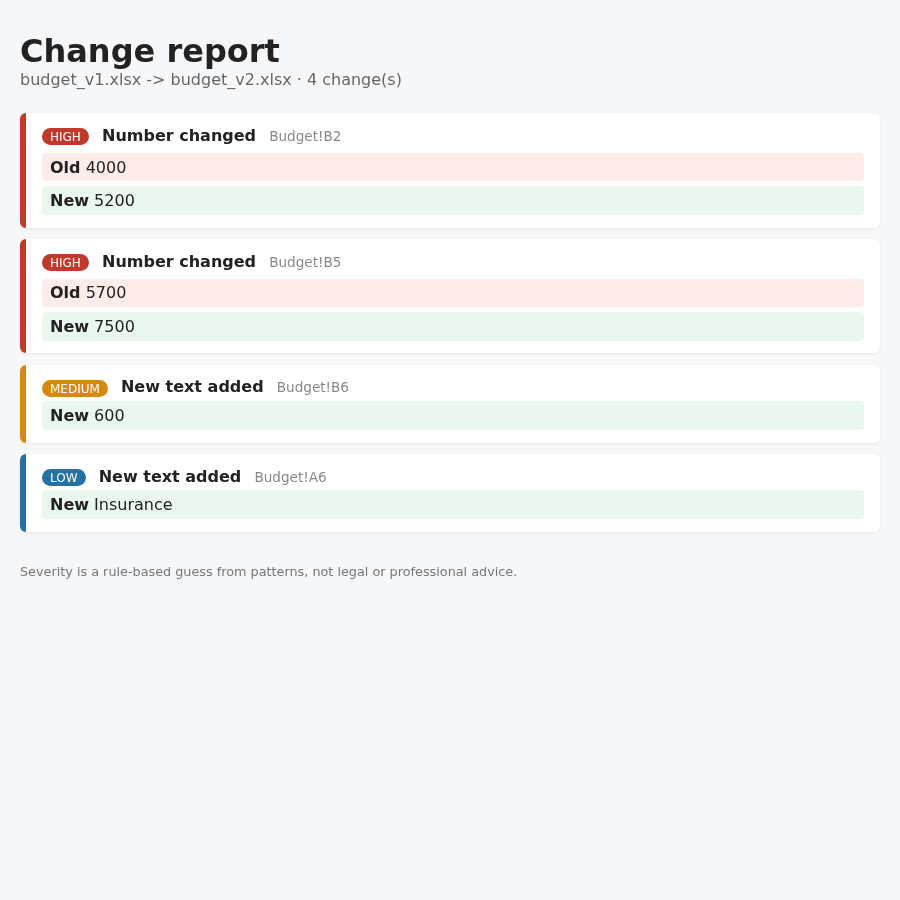 Change report
budget_v1.xlsx -> budget_v2.xlsx · 4 change(s)
HIGH Number changed Budget!B2
Old 4000
New 5200
HIGH Number changed Budget!B5
Old 5700
New 7500
MEDIUM New text added Budget!B6
New 600
LOW New text added Budget!A6
New Insurance
Severity is a rule-based guess from patterns, not legal or professional advice.